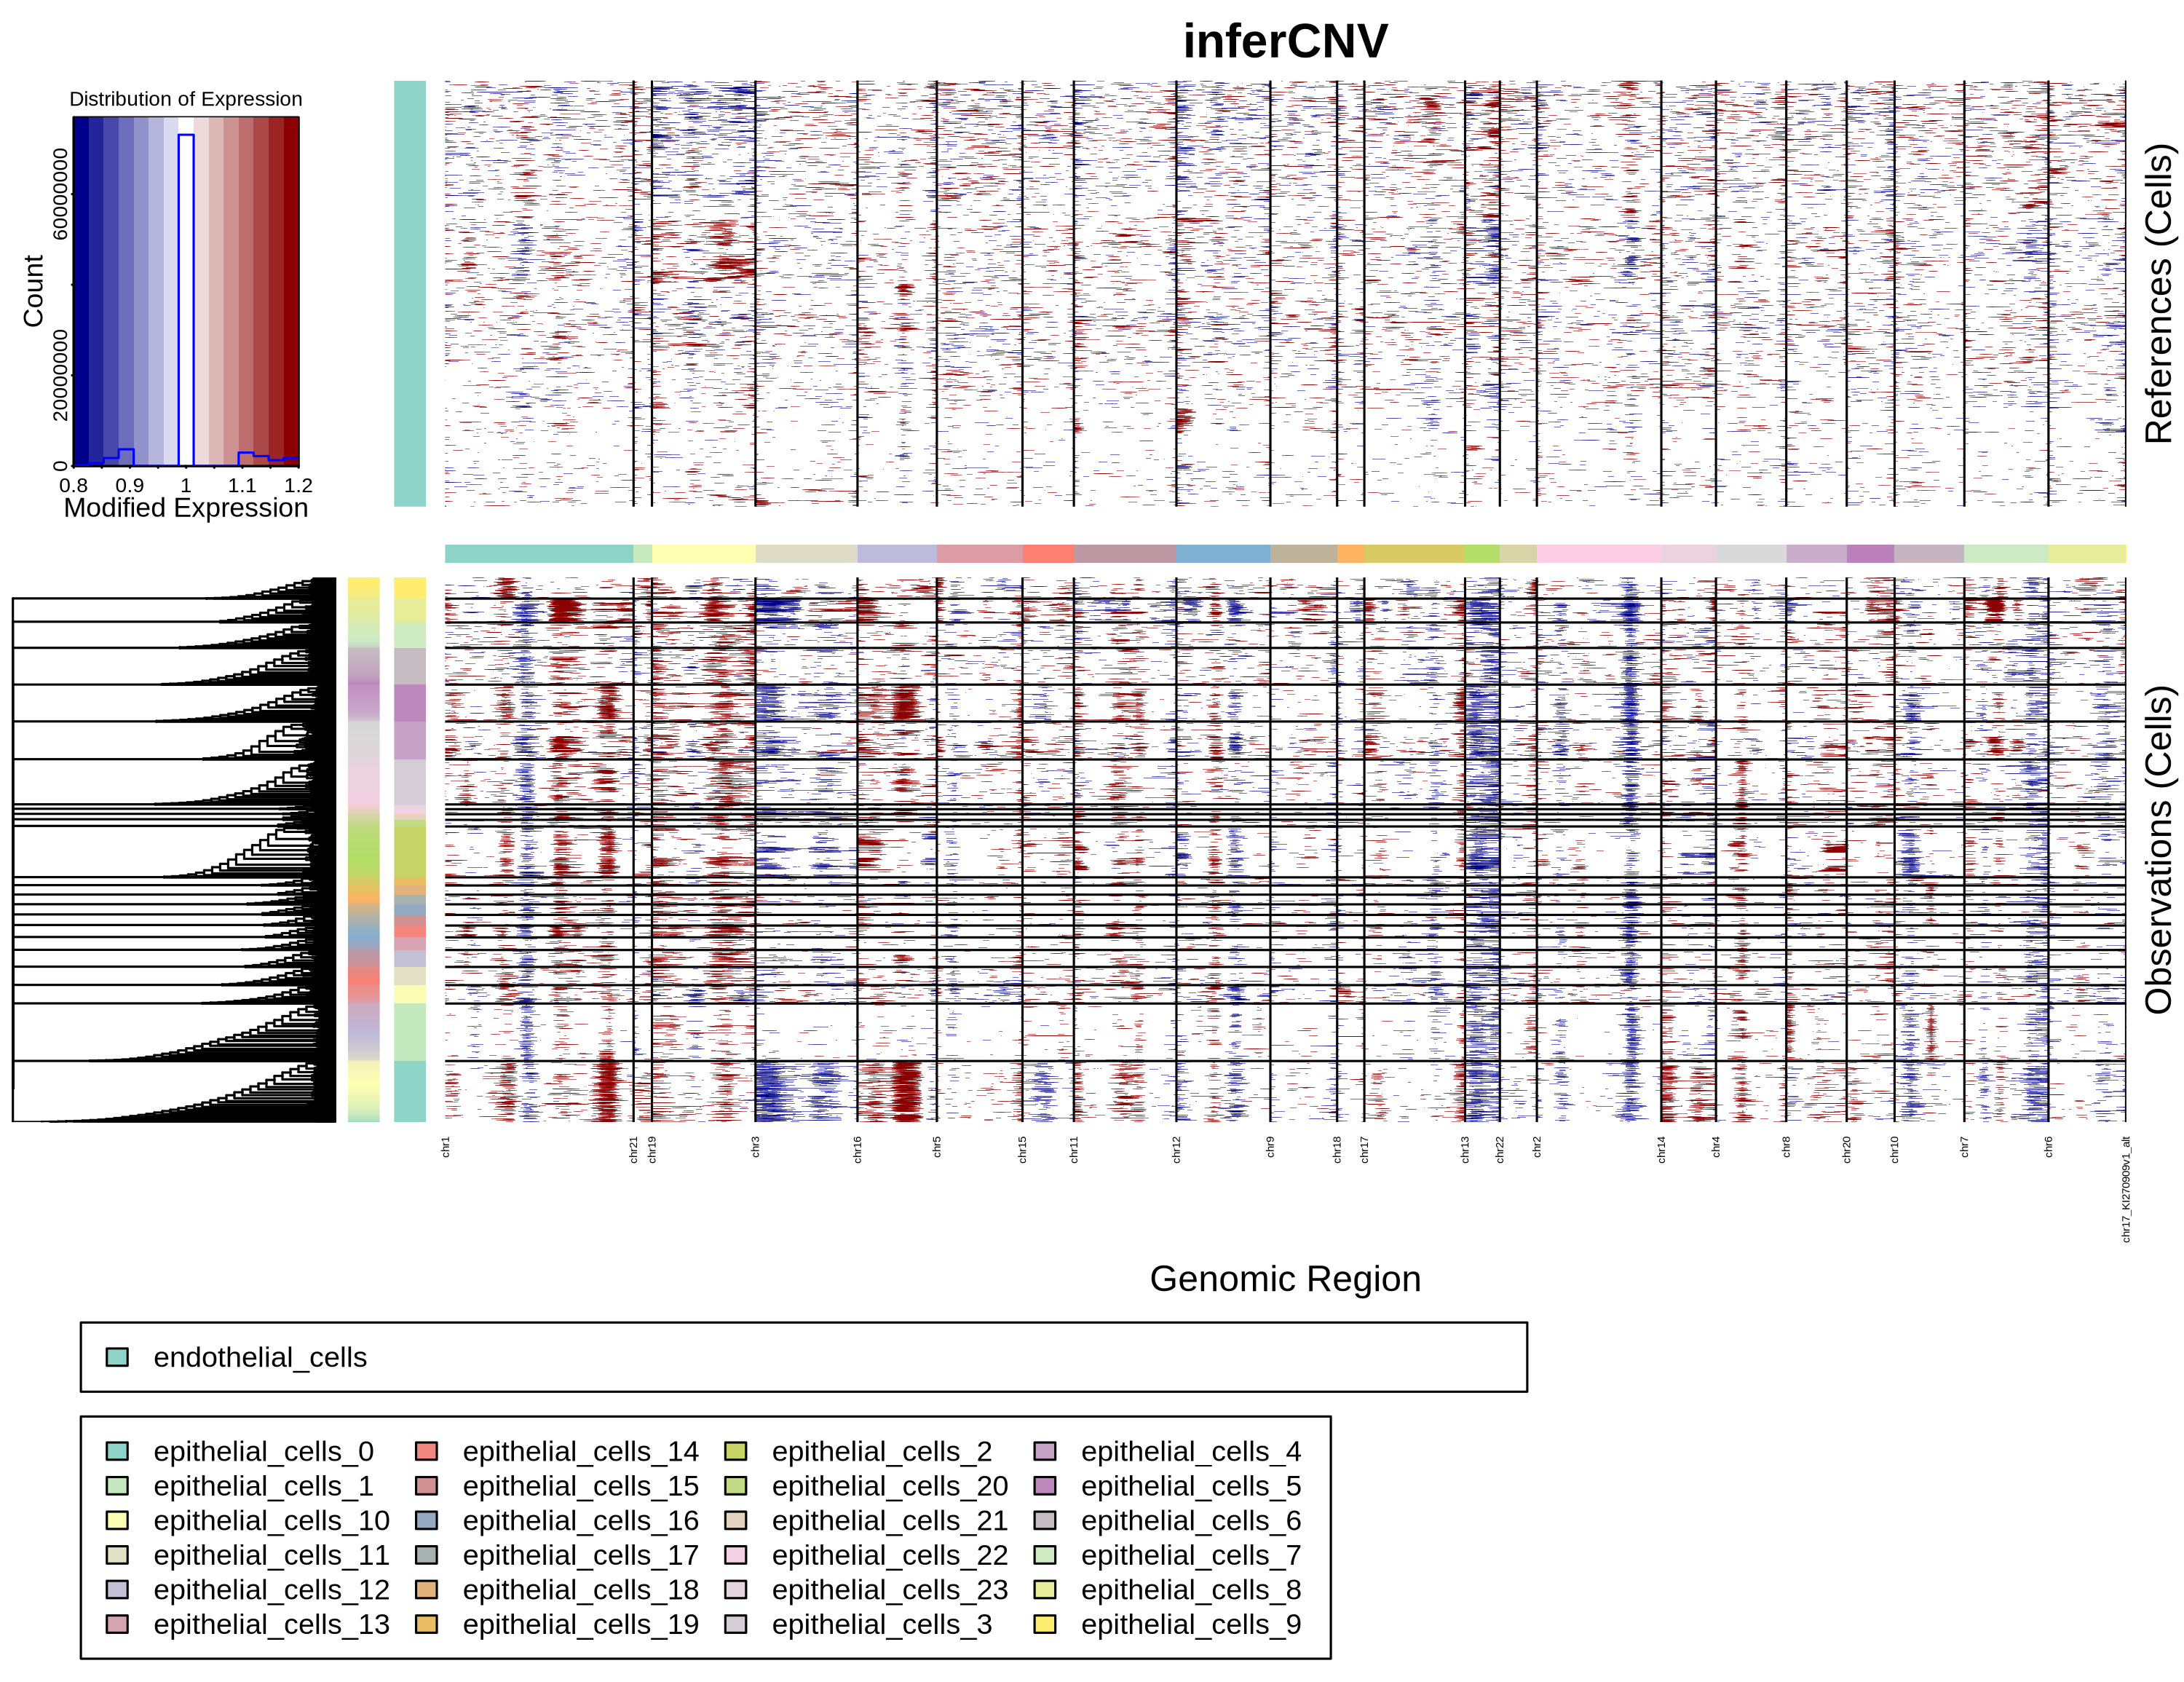 inferCNV
Distribution of Expression
Count
0
20000000
60000000
0.8 0.9 1 1.1 1.2
Modified Expression
References (Cells)
Observations (Cells)
chr1 chr21 chr19 chr3 chr16 chr5 chr15 chr11 chr12 chr9 chr18 chr17 chr13 chr22 chr2 chr14 chr4 chr8 chr20 chr10 chr7 chr6 chr17_KI270909v1_alt
Genomic Region
endothelial_cells
epithelial_cells_0 epithelial_cells_14 epithelial_cells_2 epithelial_cells_4
epithelial_cells_1 epithelial_cells_15 epithelial_cells_20 epithelial_cells_5
epithelial_cells_10 epithelial_cells_16 epithelial_cells_21 epithelial_cells_6
epithelial_cells_11 epithelial_cells_17 epithelial_cells_22 epithelial_cells_7
epithelial_cells_12 epithelial_cells_18 epithelial_cells_23 epithelial_cells_8
epithelial_cells_13 epithelial_cells_19 epithelial_cells_3 epithelial_cells_9